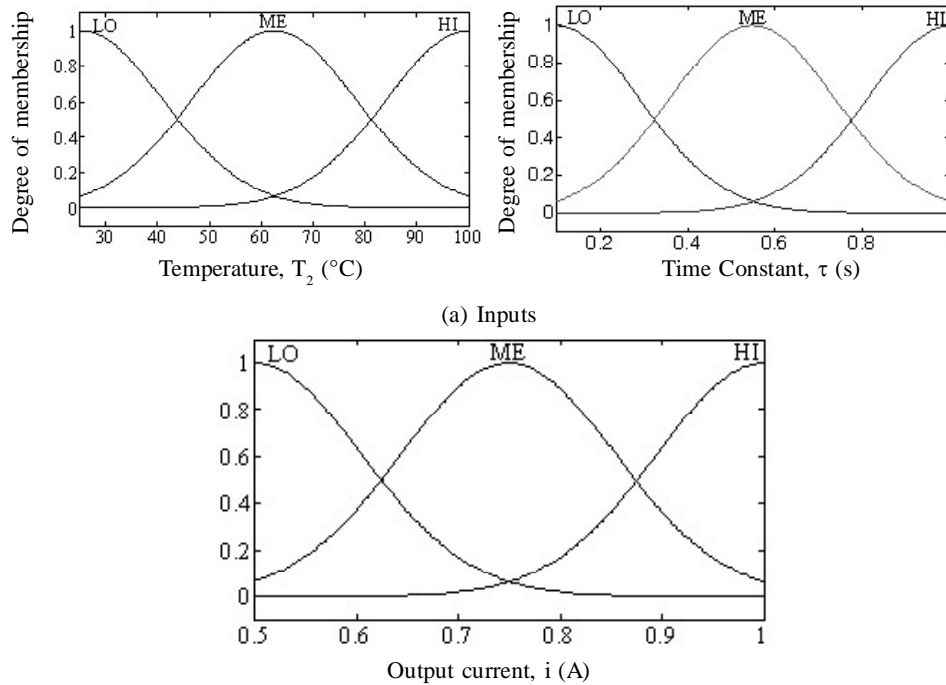 LO ME HI
1
0.8
0.6
0.4
0.2
0
Degree of membership
30 40 50 60 70 80 90 100
Temperature, T₂ (°C)
LO ME HI
1
0.8
0.6
0.4
0.2
0
Degree of membership
0.2 0.4 0.6 0.8
Time Constant, τ (s)
(a) Inputs
LO ME HI
1
0.8
0.6
0.4
0.2
0
0.5 0.6 0.7 0.8 0.9 1
Output current, i (A)